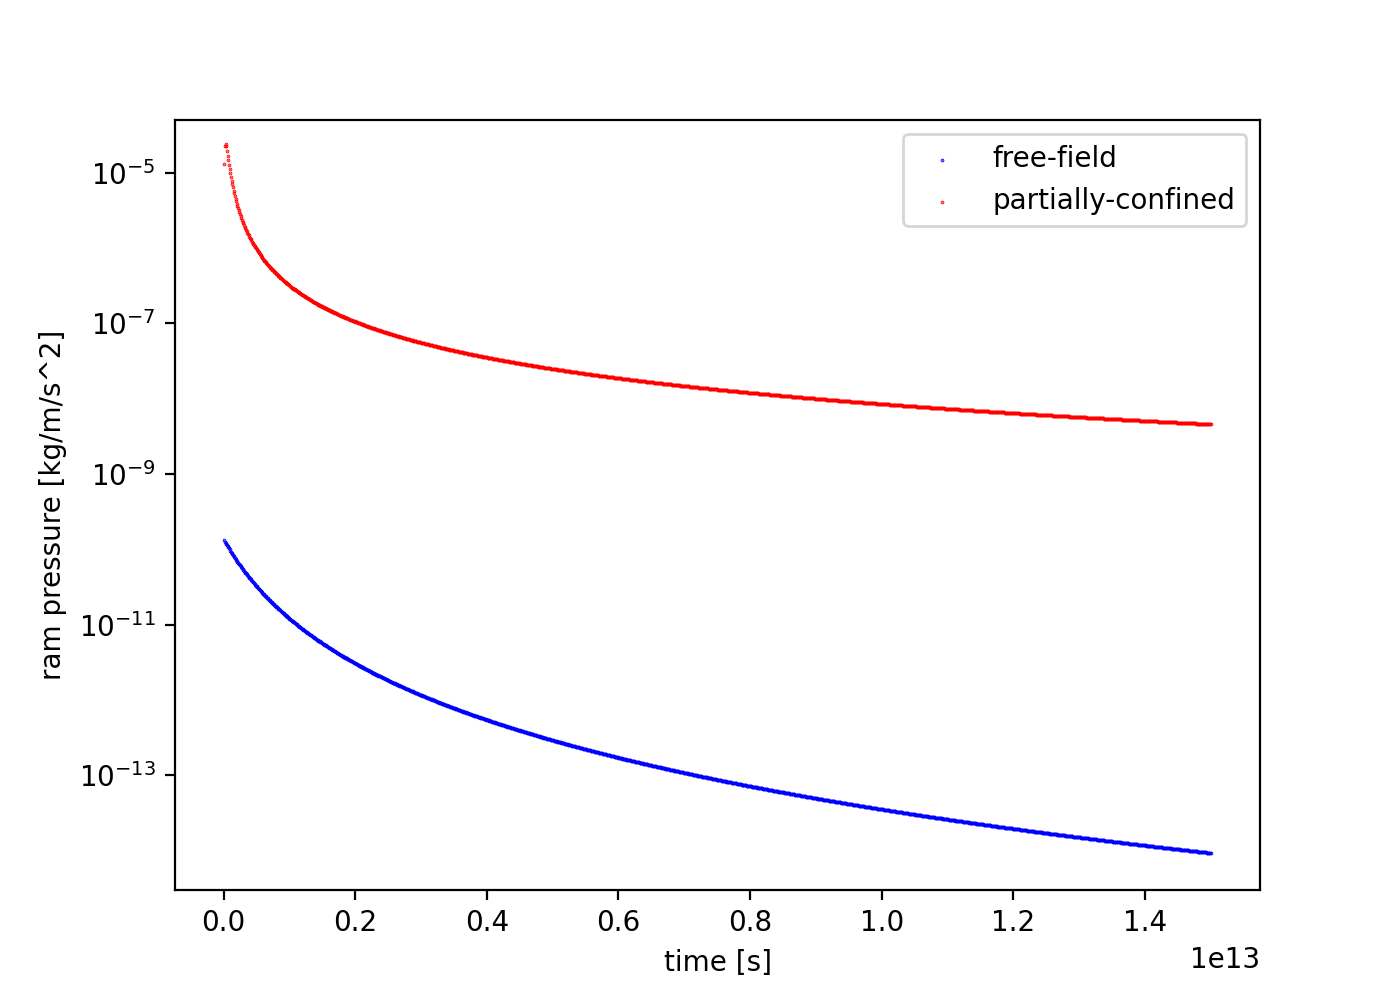 free-field
partially-confined
ram pressure [kg/m/s^2]
10⁻⁵
10⁻⁷
10⁻⁹
10⁻¹¹
10⁻¹³
0.0 0.2 0.4 0.6 0.8 1.0 1.2 1.4
time [s]
1e13